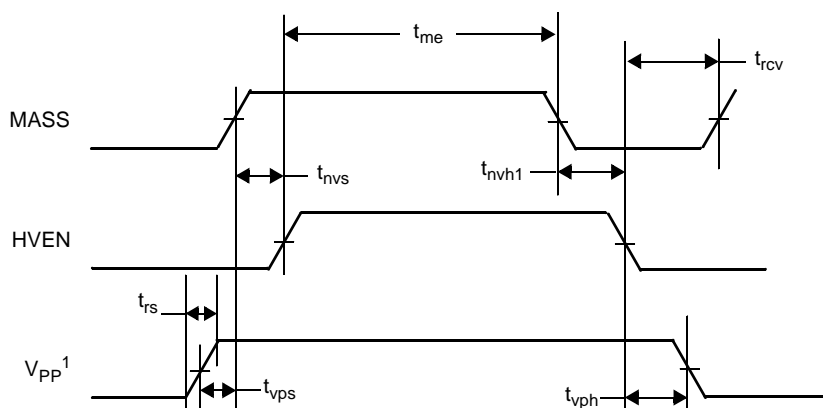 t_me
t_rcv
MASS
t_nvs
t_nvh1
HVEN
t_rs
V_PP^1
t_vps
t_vph